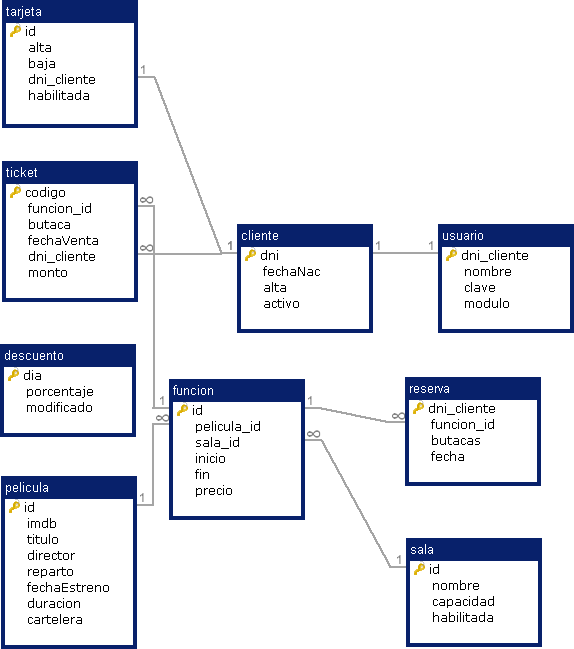 tarjeta
id
alta
baja
dni_cliente
habilitada
1
ticket
codigo
funcion_id
butaca
fechaVenta
dni_cliente
monto
∞
∞
cliente
dni
fechaNac
alta
activo
1
1
usuario
dni_cliente
nombre
clave
modulo
1
descuento
dia
porcentaje
modificado
funcion
id
pelicula_id
sala_id
inicio
fin
precio
1
∞
1
∞
reserva
dni_cliente
funcion_id
butacas
fecha
∞
pelicula
id
imdb
titulo
director
reparto
fechaEstreno
duracion
cartelera
1
sala
id
nombre
capacidad
habilitada
1